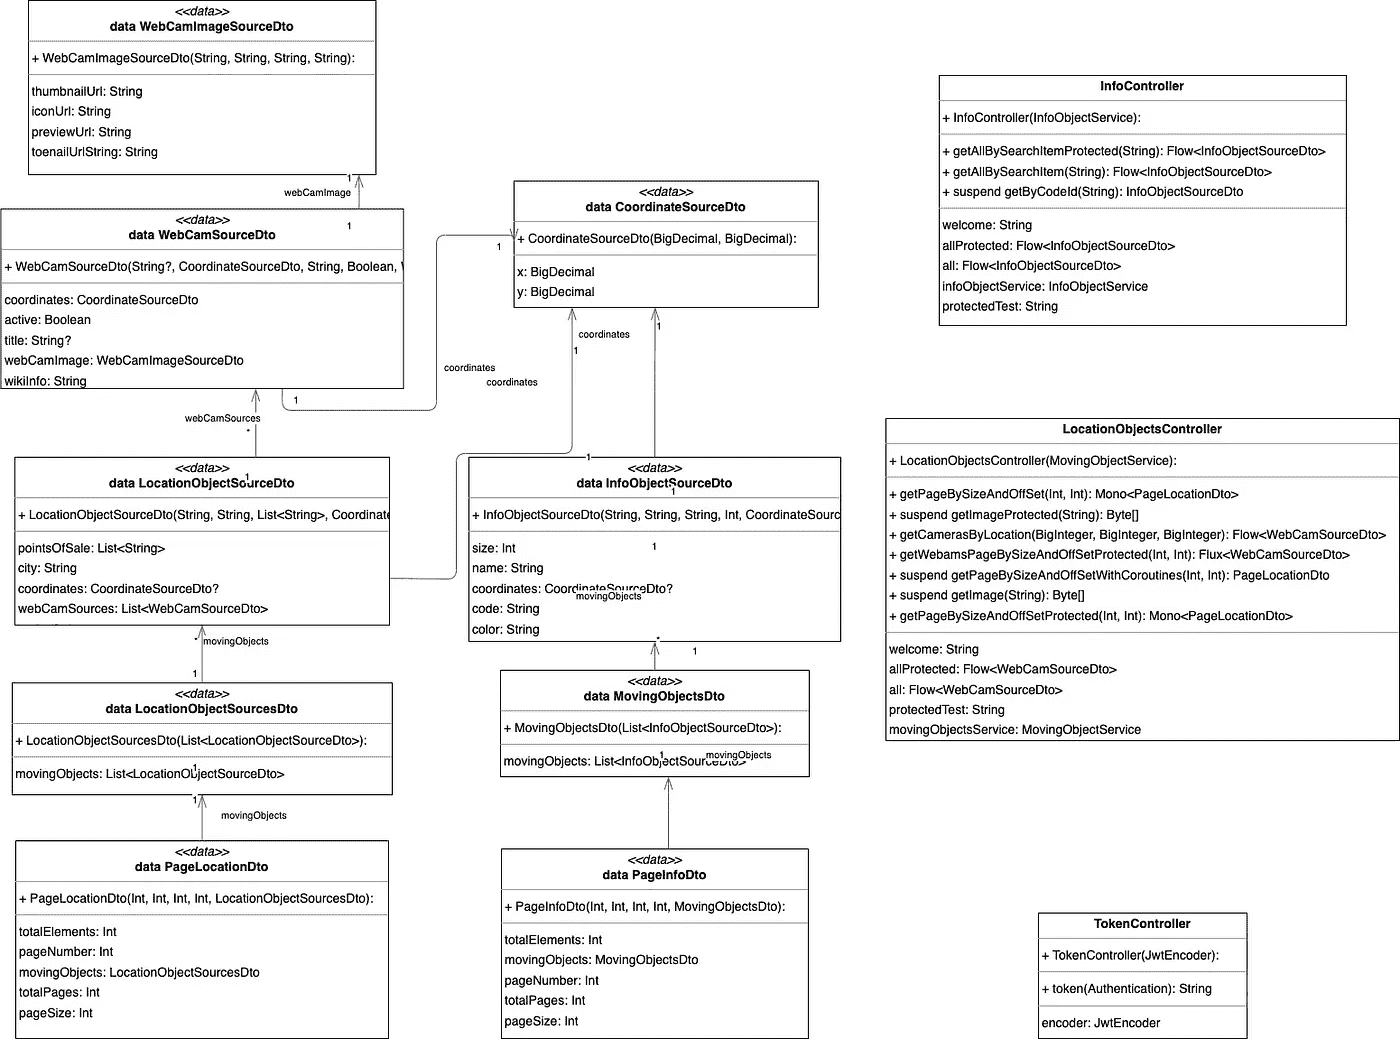 <<data>>
data WebCamImageSourceDto
+ WebCamImageSourceDto(String, String, String, String):
thumbnailUrl: String
iconUrl: String
previewUrl: String
toenailUrlString: String
1
webCamImage
1
<<data>>
data WebCamSourceDto
+ WebCamSourceDto(String?, CoordinateSourceDto, String, Boolean,
coordinates: CoordinateSourceDto
active: Boolean
title: String?
webCamImage: WebCamImageSourceDto
wikiInfo: String
1
webCamSources
*
<<data>>
data CoordinateSourceDto
+ CoordinateSourceDto(BigDecimal, BigDecimal):
x: BigDecimal
y: BigDecimal
1
1
coordinates
1
coordinates
coordinates
<<data>>
1
data LocationObjectSourceDto
+ LocationObjectSourceDto(String, String, List<String>, Coordinate
pointsOfSale: List<String>
city: String
coordinates: CoordinateSourceDto?
webCamSources: List<WebCamSourceDto>
* movingObjects
1
1
<<data>>
data InfoObjectSourceDto
1
+ InfoObjectSourceDto(String, String, String, Int, CoordinateSourc
size: Int
1
name: String
coordinates: CoordinateSourceDto?
movingObjects
code: String
color: String
*
1
<<data>>
data LocationObjectSourcesDto
+ LocationObjectSourcesDto(List<LocationObjectSourceDto>):
1
movingObjects: List<LocationObjectSourceDto>
1
movingObjects
<<data>>
data MovingObjectsDto
+ MovingObjectsDto(List<InfoObjectSourceDto>):
1
movingObjects
movingObjects: List<InfoObjectSourceDto>
<<data>>
data PageLocationDto
+ PageLocationDto(Int, Int, Int, Int, LocationObjectSourcesDto):
totalElements: Int
pageNumber: Int
movingObjects: LocationObjectSourcesDto
totalPages: Int
pageSize: Int
<<data>>
data PageInfoDto
+ PageInfoDto(Int, Int, Int, Int, MovingObjectsDto):
totalElements: Int
movingObjects: MovingObjectsDto
pageNumber: Int
totalPages: Int
pageSize: Int
InfoController
+ InfoController(InfoObjectService):
+ getAllBySearchItemProtected(String): Flow<InfoObjectSourceDto>
+ getAllBySearchItem(String): Flow<InfoObjectSourceDto>
+ suspend getByCodeId(String): InfoObjectSourceDto
welcome: String
allProtected: Flow<InfoObjectSourceDto>
all: Flow<InfoObjectSourceDto>
infoObjectService: InfoObjectService
protectedTest: String
LocationObjectsController
+ LocationObjectsController(MovingObjectService):
+ getPageBySizeAndOffSet(Int, Int): Mono<PageLocationDto>
+ suspend getImageProtected(String): Byte[]
+ getCamerasByLocation(BigInteger, BigInteger, BigInteger): Flow<WebCamSourceDto>
+ getWebamsPageBySizeAndOffSetProtected(Int, Int): Flux<WebCamSourceDto>
+ suspend getPageBySizeAndOffSetWithCoroutines(Int, Int): PageLocationDto
+ suspend getImage(String): Byte[]
+ getPageBySizeAndOffSetProtected(Int, Int): Mono<PageLocationDto>
welcome: String
allProtected: Flow<WebCamSourceDto>
all: Flow<WebCamSourceDto>
protectedTest: String
movingObjectsService: MovingObjectService
TokenController
+ TokenController(JwtEncoder):
+ token(Authentication): String
encoder: JwtEncoder